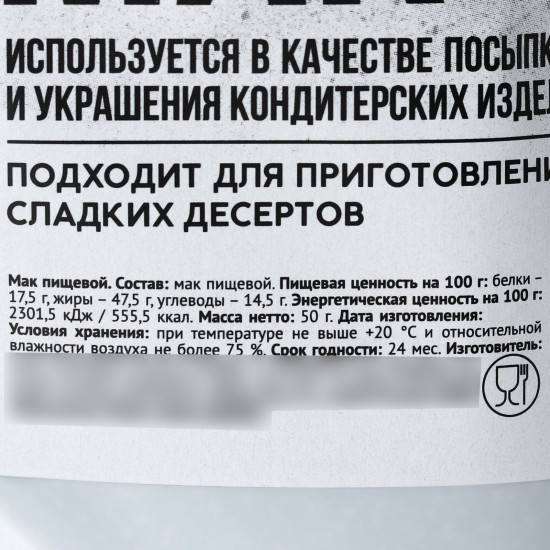 ИСПОЛЬЗУЕТСЯ В КАЧЕСТВЕ ПОСЫПК
И УКРАШЕНИЯ КОНДИТЕРСКИХ ИЗДЕ
ПОДХОДИТ ДЛЯ ПРИГОТОВЛЕНИ
СЛАДКИХ ДЕСЕРТОВ
Мак пищевой. Состав: мак пищевой. Пищевая ценность на 100 г: белки –
17,5 г, жиры – 47,5 г, углеводы – 14,5 г. Энергетическая ценность на 100 г:
2301,5 кДж / 555,5 ккал. Масса нетто: 50 г. Дата изготовления:
Условия хранения: при температуре не выше +20 °С и относительной
влажности воздуха не более 75 %. Срок годности: 24 мес. Изготовитель: